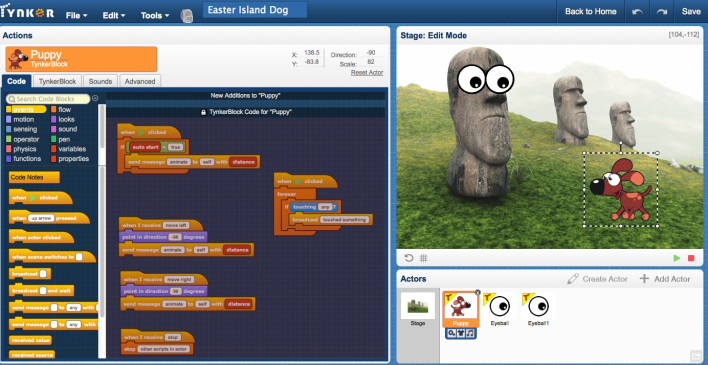 TYNKER File Edit Tools Easter Island Dog Back to Home Save
Actions
Puppy
TynkerBlock
X: 138.5 Direction: -90
Y: -83.8 Scale: 82
Reset Actor
Code TynkerBlock Sounds Advanced
Search Code Blocks
events flow
motion looks
sensing sound
operator pen
physics variables
functions properties
Code Notes
when clicked
when up arrow pressed
when actor clicked
when scene switches to
broadcast
broadcast and wait
send message to any with
send message to any with
received value
received source
New Additions to "Puppy"
TynkerBlock Code for "Puppy"
when clicked
if auto start = true
send message animate to self with distance
when I receive move left
point in direction -90 degrees
send message animate to self with distance
when I receive move right
point in direction 90 degrees
send message animate to self with distance
when I receive stop
stop other scripts in actor
when clicked
forever
if touching any ?
broadcast touched something
Stage: Edit Mode [104,-112]
Actors Create Actor + Add Actor
Stage Puppy Eyeball Eyeball1